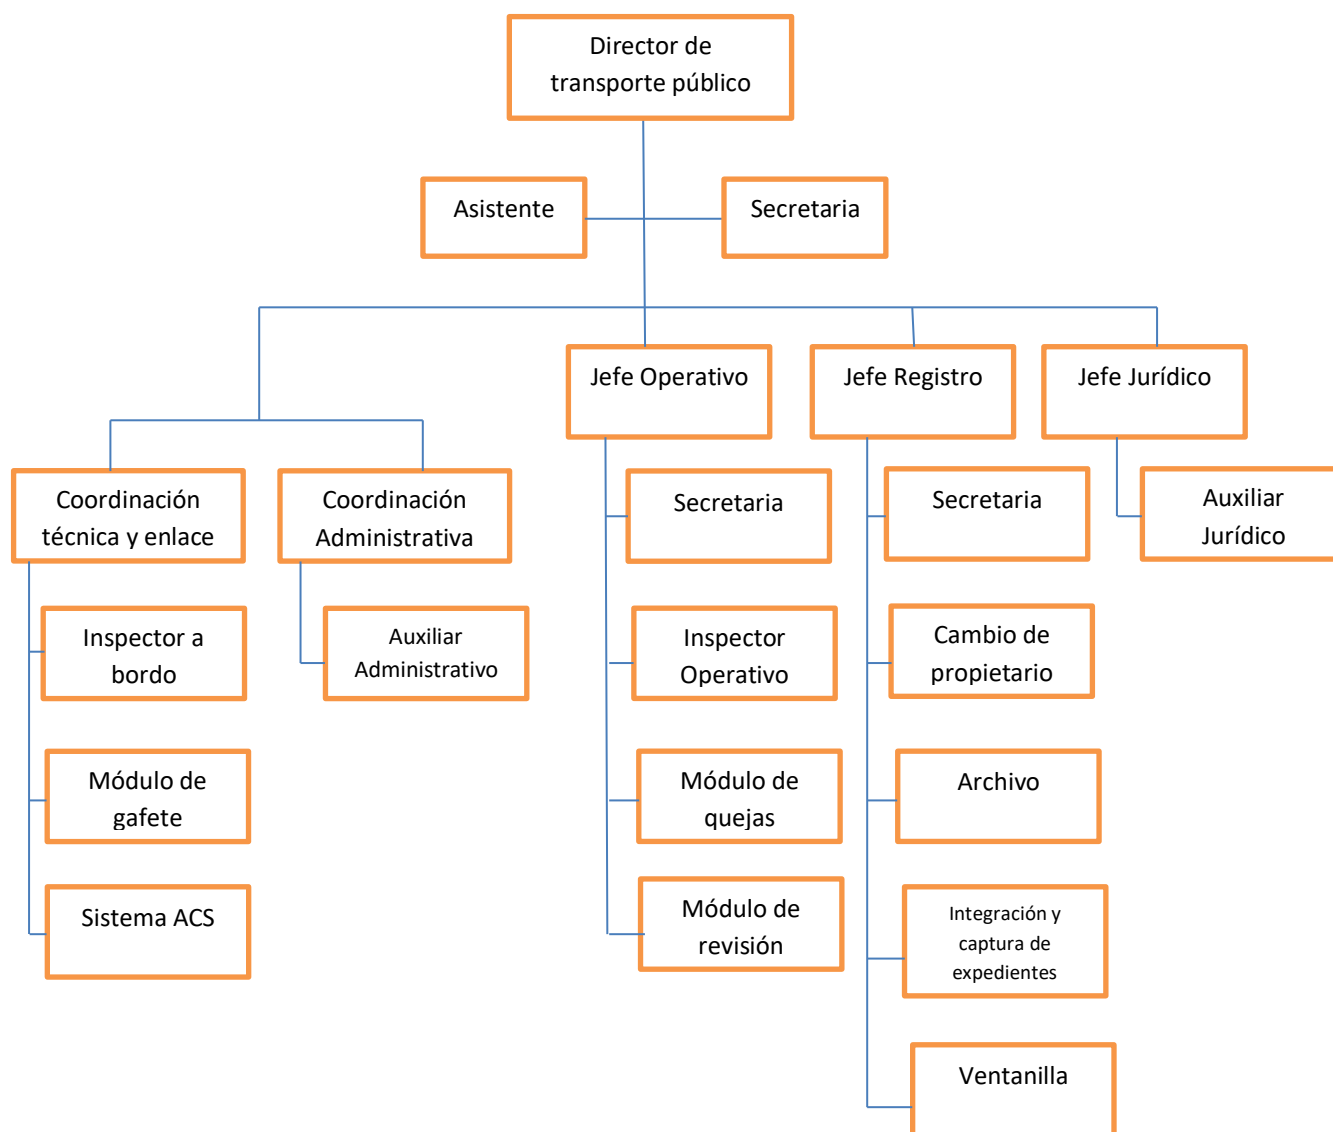 Director de
transporte público
Asistente
Secretaria
Jefe Operativo
Jefe Registro
Jefe Jurídico
Coordinación
técnica y enlace
Coordinación
Administrativa
Secretaria
Secretaria
Auxiliar
Jurídico
Inspector a
bordo
Auxiliar
Administrativo
Inspector
Operativo
Cambio de
propietario
Módulo de
gafete
Módulo de
quejas
Archivo
Sistema ACS
Módulo de
revisión
Integración y
captura de
expedientes
Ventanilla